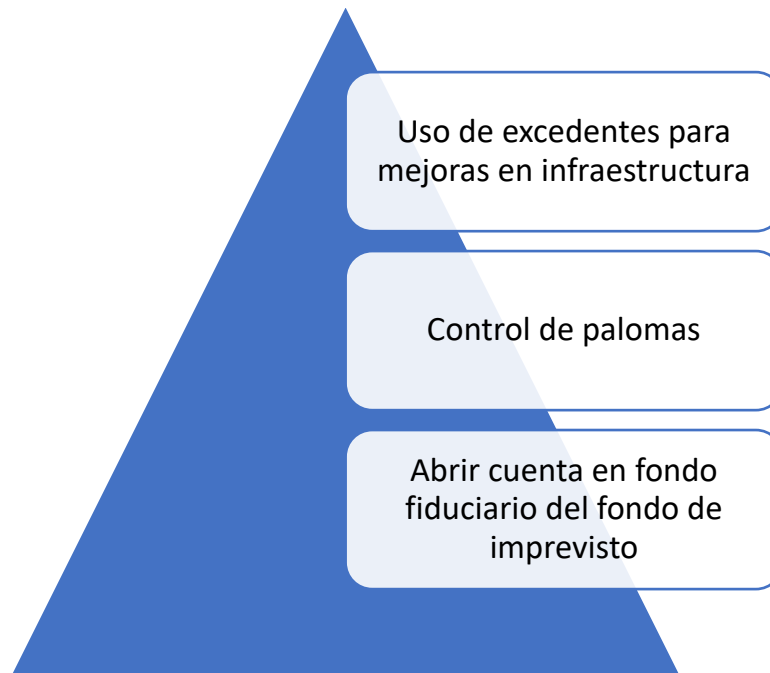 Uso de excedentes para
mejoras en infraestructura
Control de palomas
Abrir cuenta en fondo
fiduciario del fondo de
imprevisto